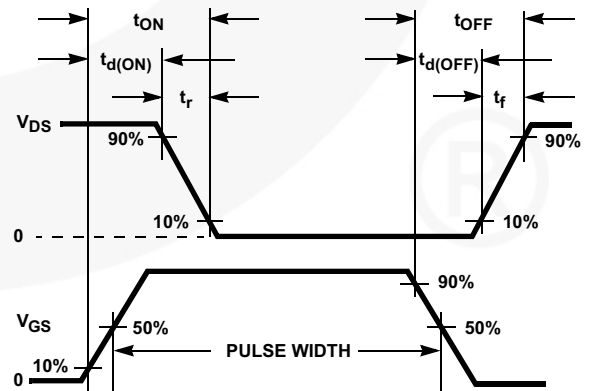 tON tOFF
td(ON) td(OFF)
tr tf
VDS
90% 90%
10% 10%
0
90%
VGS 50% 50%
PULSE WIDTH
10%
0
®